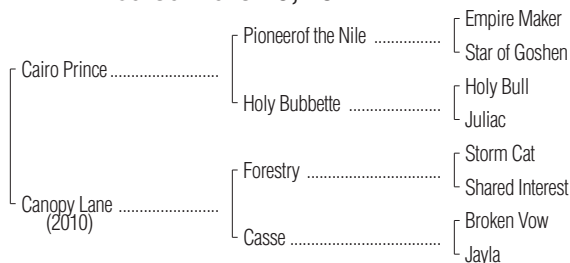 Empire Maker
Pioneerof the Nile ..................
Star of Goshen
Cairo Prince ........................
Holy Bull
Holy Bubbette .....................
Juliac
Storm Cat
Forestry .............................
Shared Interest
Canopy Lane ......................
(2010)
Broken Vow
Casse ................................
Jayla